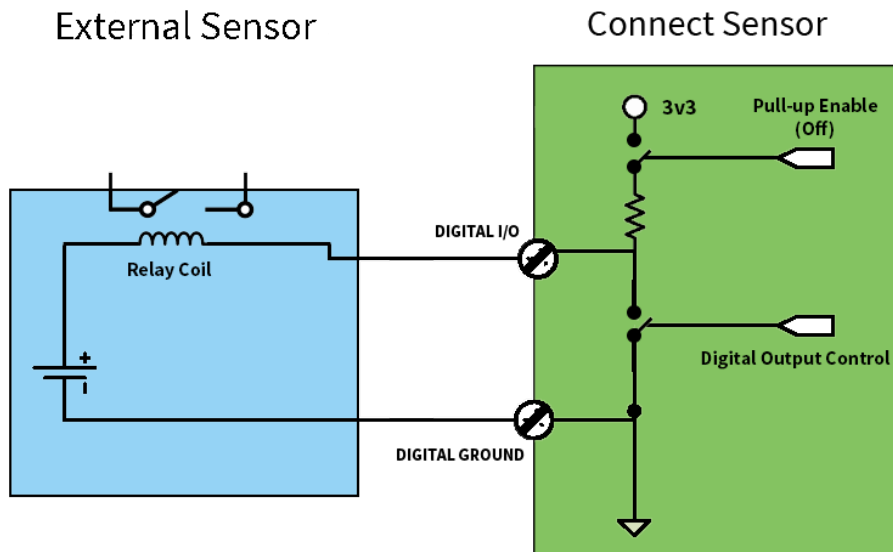 External Sensor
Connect Sensor
3v3
Pull-up Enable
(Off)
DIGITAL I/O
Relay Coil
+
Digital Output Control
DIGITAL GROUND